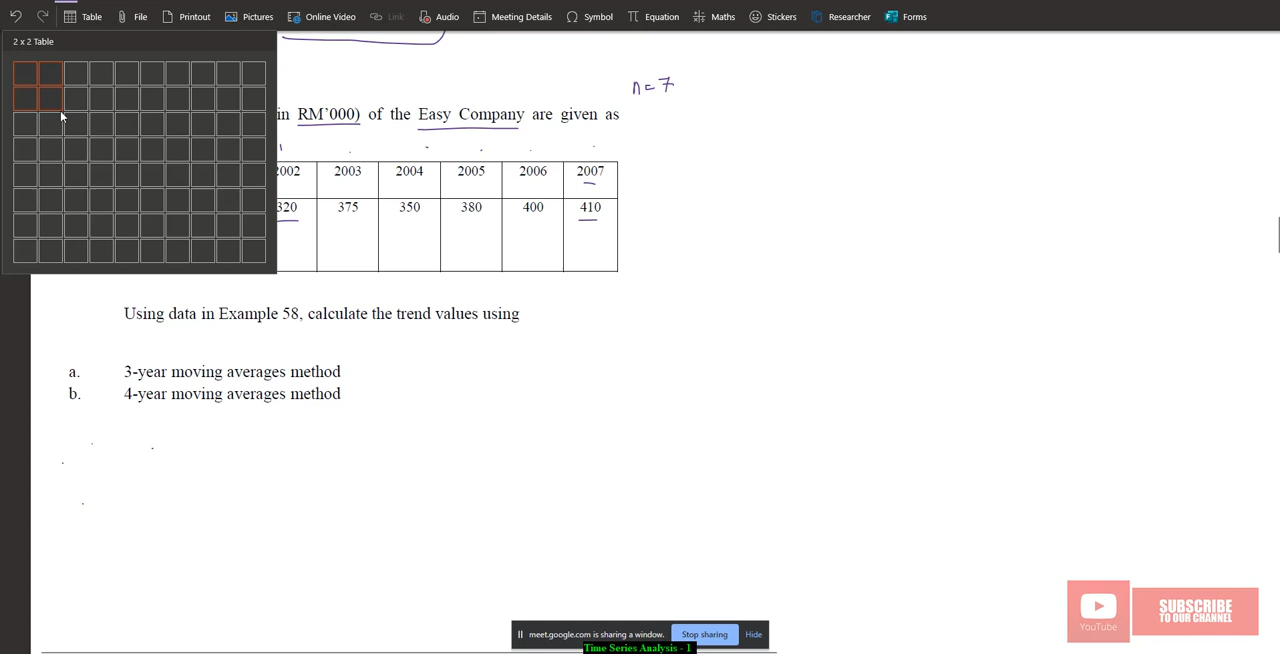 Table File Printout Pictures Online Video Link Audio Meeting Details Symbol Equation Maths Stickers Researcher Forms
2 x 2 Table
n=7
in RM'000) of the Easy Company are given as
2002 2003 2004 2005 2006 2007
320 375 350 380 400 410
Using data in Example 58, calculate the trend values using
a. 3-year moving averages method
b. 4-year moving averages method
YouTube
SUBSCRIBE
TO OUR CHANNEL
meet.google.com is sharing a window. Stop sharing Hide
Time Series Analysis - 1